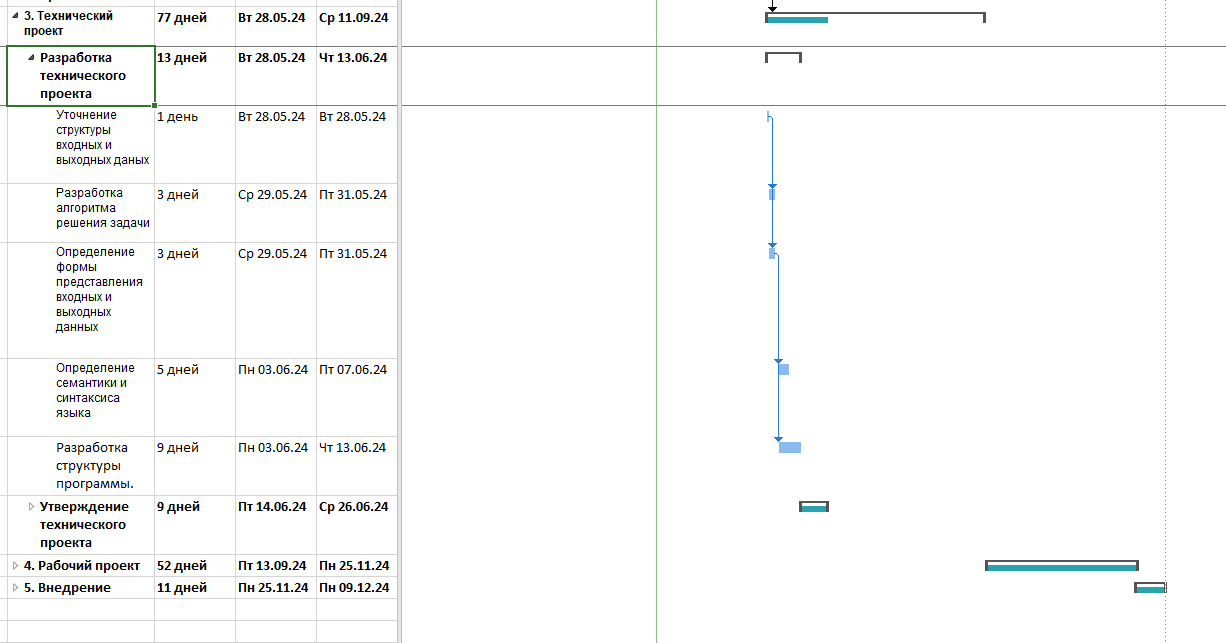 3. Технический 77 дней Вт 28.05.24 Ср 11.09.24
проект
Разработка 13 дней Вт 28.05.24 Чт 13.06.24
технического
проекта
Уточнение 1 день Вт 28.05.24 Вт 28.05.24
структуры
входных и
выходных даных
Разработка 3 дней Ср 29.05.24 Пт 31.05.24
алгоритма
решения задачи
Определение 3 дней Ср 29.05.24 Пт 31.05.24
формы
представления
входных и
выходных
данных
Определение 5 дней Пн 03.06.24 Пт 07.06.24
семантики и
синтаксиса
языка
Разработка 9 дней Пн 03.06.24 Чт 13.06.24
структуры
программы.
Утверждение 9 дней Пт 14.06.24 Ср 26.06.24
технического
проекта
4. Рабочий проект 52 дней Пт 13.09.24 Пн 25.11.24
5. Внедрение 11 дней Пн 25.11.24 Пн 09.12.24